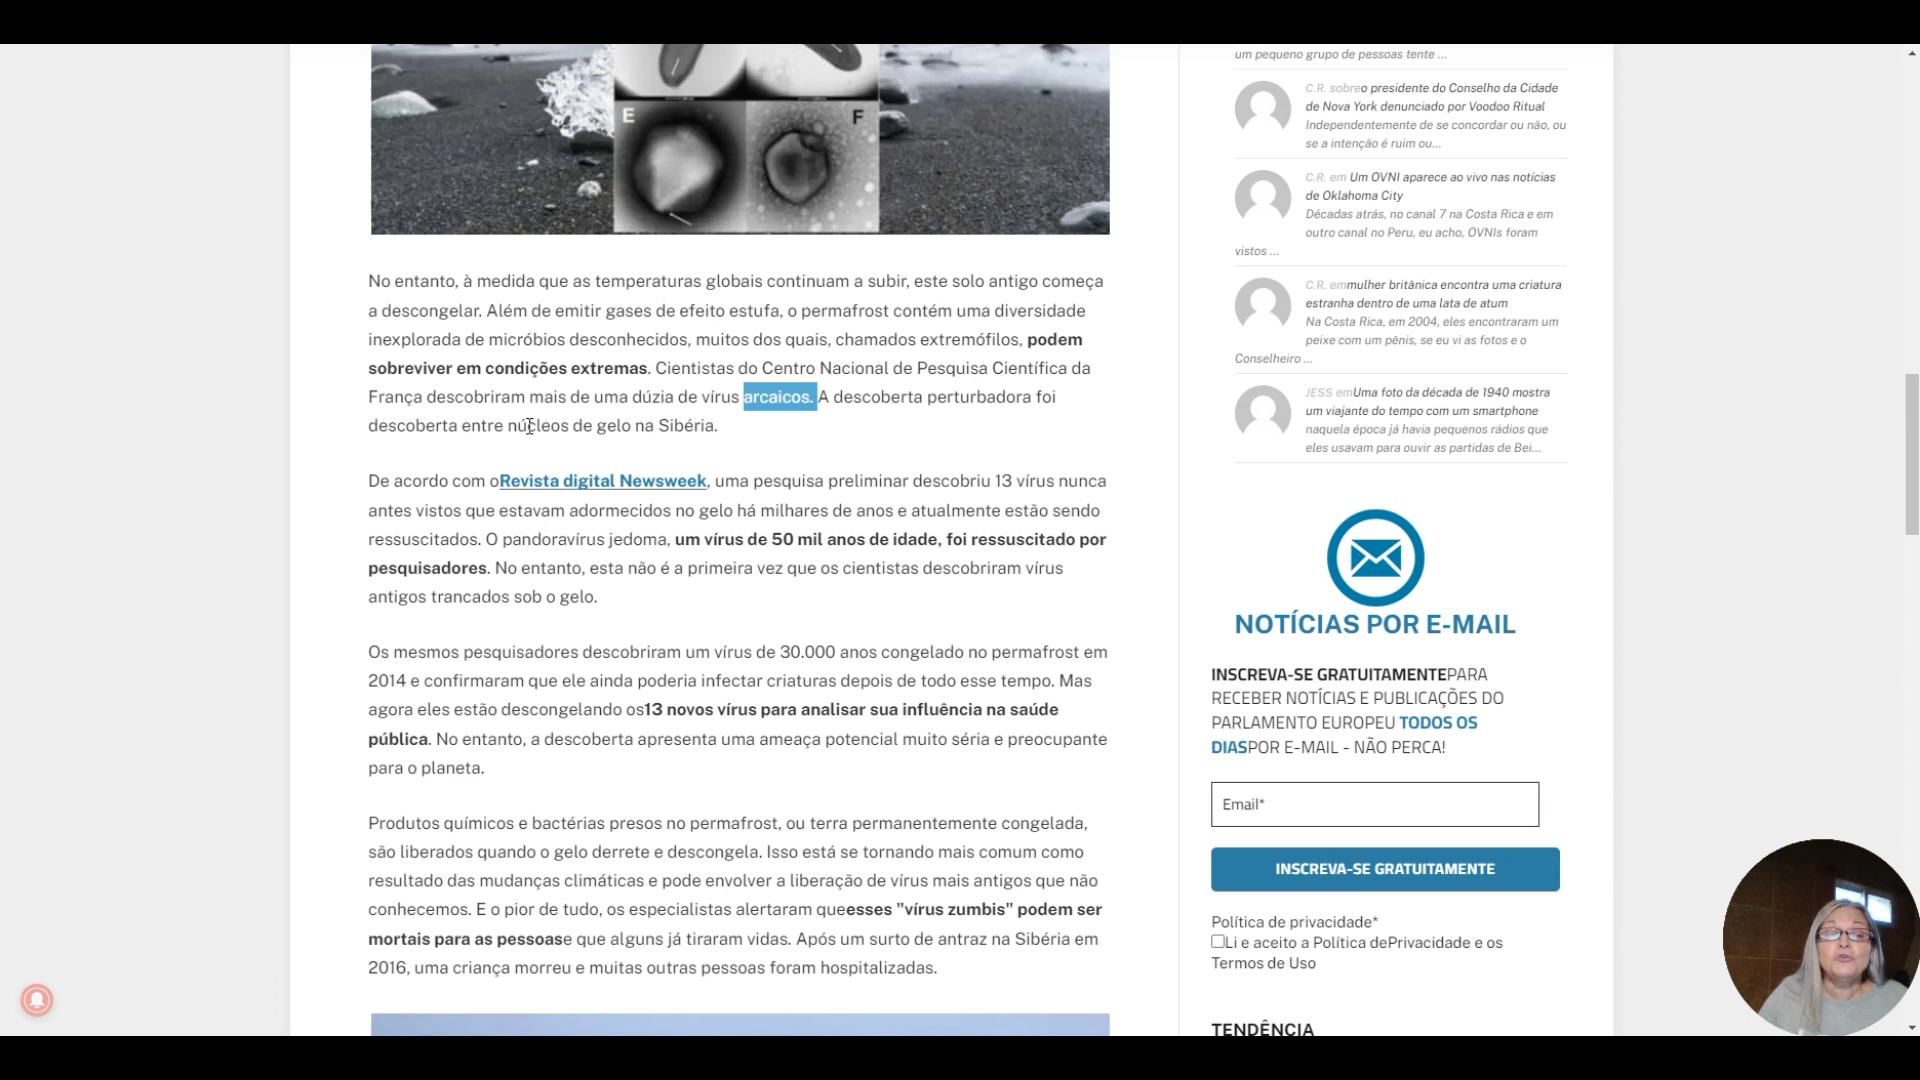 E
F
No entanto, à medida que as temperaturas globais continuam a subir, este solo antigo começa
a descongelar. Além de emitir gases de efeito estufa, o permafrost contém uma diversidade
inexplorada de micróbios desconhecidos, muitos dos quais, chamados extremófilos, podem
sobreviver em condições extremas. Cientistas do Centro Nacional de Pesquisa Científica da
França descobriram mais de uma dúzia de vírus arcaicos. A descoberta perturbadora foi
descoberta entre núcleos de gelo na Sibéria.
De acordo com oRevista digital Newsweek, uma pesquisa preliminar descobriu 13 vírus nunca
antes vistos que estavam adormecidos no gelo há milhares de anos e atualmente estão sendo
ressuscitados. O pandoravírus jedoma, um vírus de 50 mil anos de idade, foi ressuscitado por
pesquisadores. No entanto, esta não é a primeira vez que os cientistas descobriram vírus
antigos trancados sob o gelo.
Os mesmos pesquisadores descobriram um vírus de 30.000 anos congelado no permafrost em
2014 e confirmaram que ele ainda poderia infectar criaturas depois de todo esse tempo. Mas
agora eles estão descongelando os13 novos vírus para analisar sua influência na saúde
pública. No entanto, a descoberta apresenta uma ameaça potencial muito séria e preocupante
para o planeta.
Produtos químicos e bactérias presos no permafrost, ou terra permanentemente congelada,
são liberados quando o gelo derrete e descongela. Isso está se tornando mais comum como
resultado das mudanças climáticas e pode envolver a liberação de vírus mais antigos que não
conhecemos. E o pior de tudo, os especialistas alertaram queesses "vírus zumbis" podem ser
mortais para as pessoase que alguns já tiraram vidas. Após um surto de antraz na Sibéria em
2016, uma criança morreu e muitas outras pessoas foram hospitalizadas.
um pequeno grupo de pessoas tente ...
C.R. sobreo presidente do Conselho da Cidade
de Nova York denunciado por Voodoo Ritual
Independentemente de se concordar ou não, ou
se a intenção é ruim ou...
C.R. em Um OVNI aparece ao vivo nas notícias
de Oklahoma City
Décadas atrás, no canal 7 na Costa Rica e em
outro canal no Peru, eu acho, OVNIs foram
vistos ...
C.R. emmulher britânica encontra uma criatura
estranha dentro de uma lata de atum
Na Costa Rica, em 2004, eles encontraram um
peixe com um pênis, se eu vi as fotos e o
Conselheiro ...
JESS emUma foto da década de 1940 mostra
um viajante do tempo com um smartphone
naquela época já havia pequenos rádios que
eles usavam para ouvir as partidas de Bei...
NOTÍCIAS POR E-MAIL
INSCREVA-SE GRATUITAMENTEPARA
RECEBER NOTÍCIAS E PUBLICAÇÕES DO
PARLAMENTO EUROPEU TODOS OS
DIASPOR E-MAIL - NÃO PERCA!
Email*
INSCREVA-SE GRATUITAMENTE
Política de privacidade*
Li e aceito a Política dePrivacidade e os
Termos de Uso
TENDÊNCIA